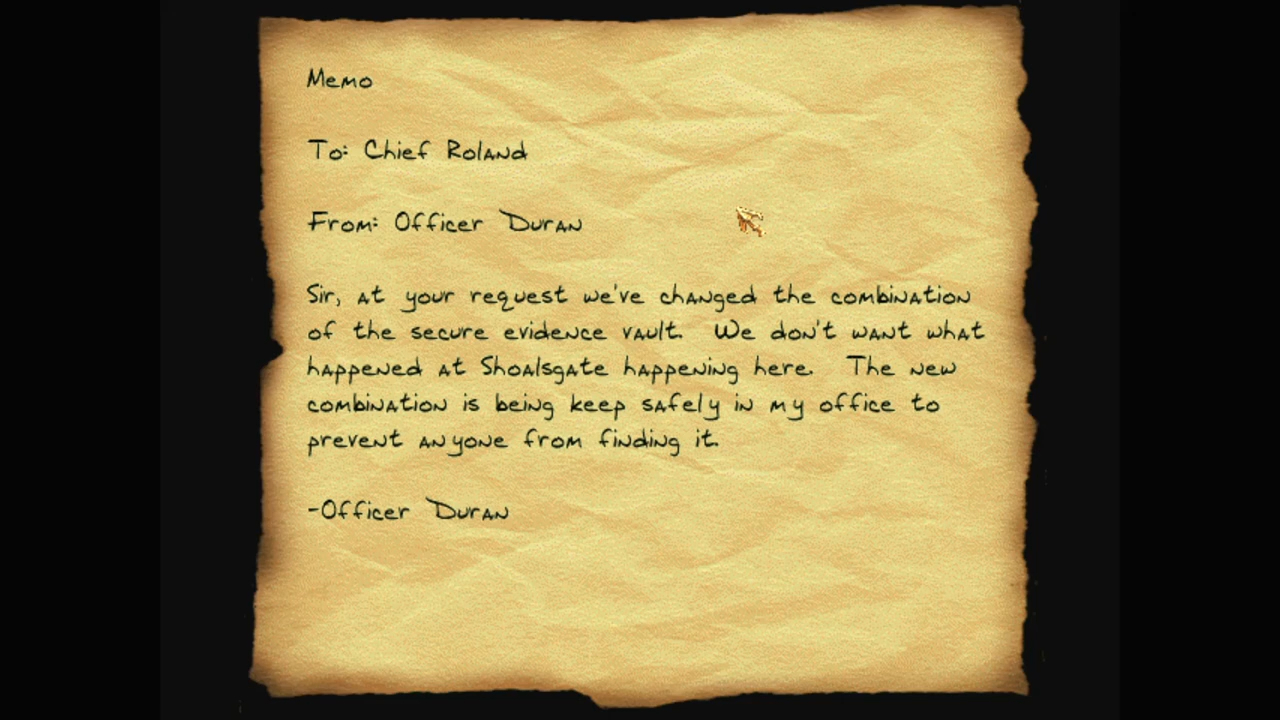 Memo
To: Chief Roland
From: Officer Duran
Sir, at your request we've changed the combination
of the secure evidence vault.  We don't want what
happened at Shoalsgate happening here.  The new
combination is being keep safely in my office to
prevent anyone from finding it.
-Officer Duran